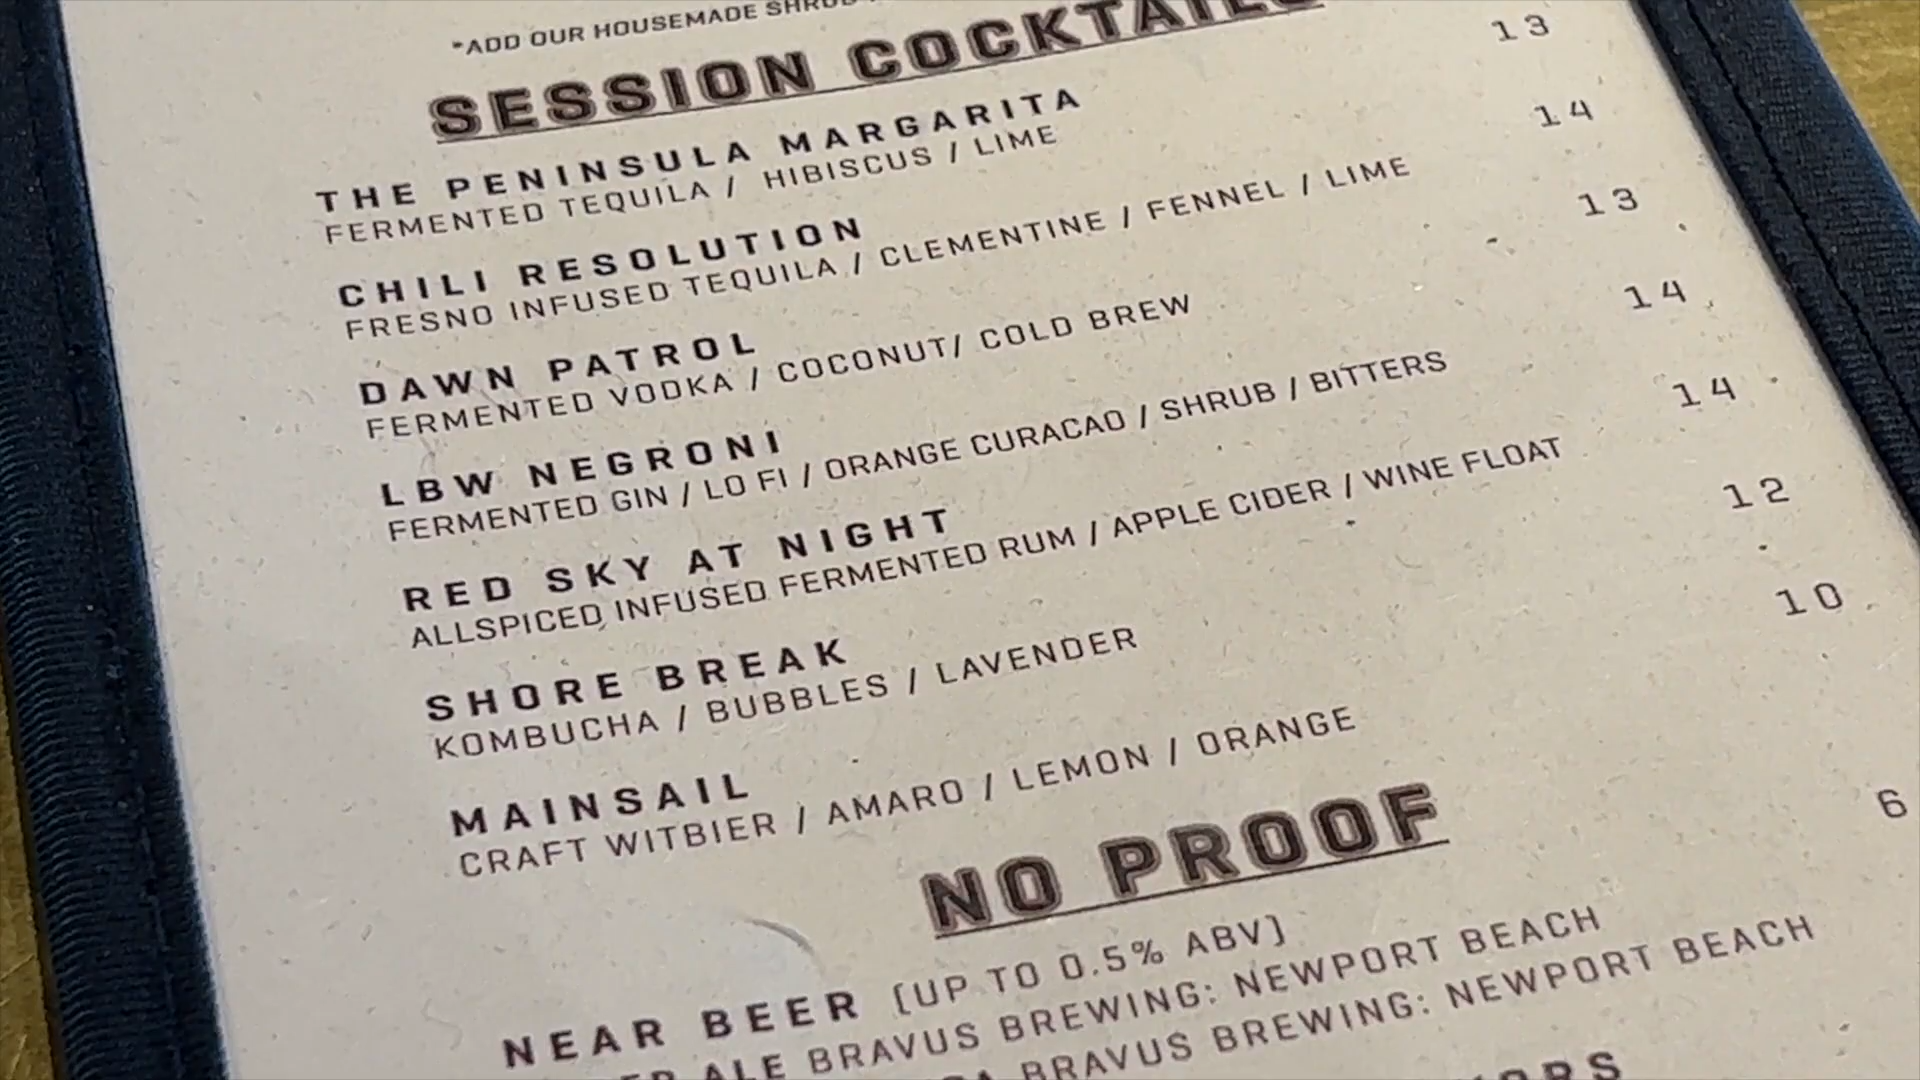 *ADD OUR HOUSEMADE SHRUB
SESSION COCKTAILS
THE PENINSULA MARGARITA 13
FERMENTED TEQUILA / HIBISCUS / LIME
CHILI RESOLUTION 14
FRESNO INFUSED TEQUILA / CLEMENTINE / FENNEL / LIME
DAWN PATROL 13
FERMENTED VODKA / COCONUT/ COLD BREW
LBW NEGRONI 14
FERMENTED GIN / LO FI / ORANGE CURACAO / SHRUB / BITTERS
RED SKY AT NIGHT 14
ALLSPICED INFUSED FERMENTED RUM / APPLE CIDER / WINE FLOAT
SHORE BREAK 12
KOMBUCHA / BUBBLES / LAVENDER
MAINSAIL 10
CRAFT WITBIER / AMARO / LEMON / ORANGE
NO PROOF
NEAR BEER (UP TO 0.5% ABV) 6
ALE BRAVUS BREWING: NEWPORT BEACH
BRAVUS BREWING: NEWPORT BEACH